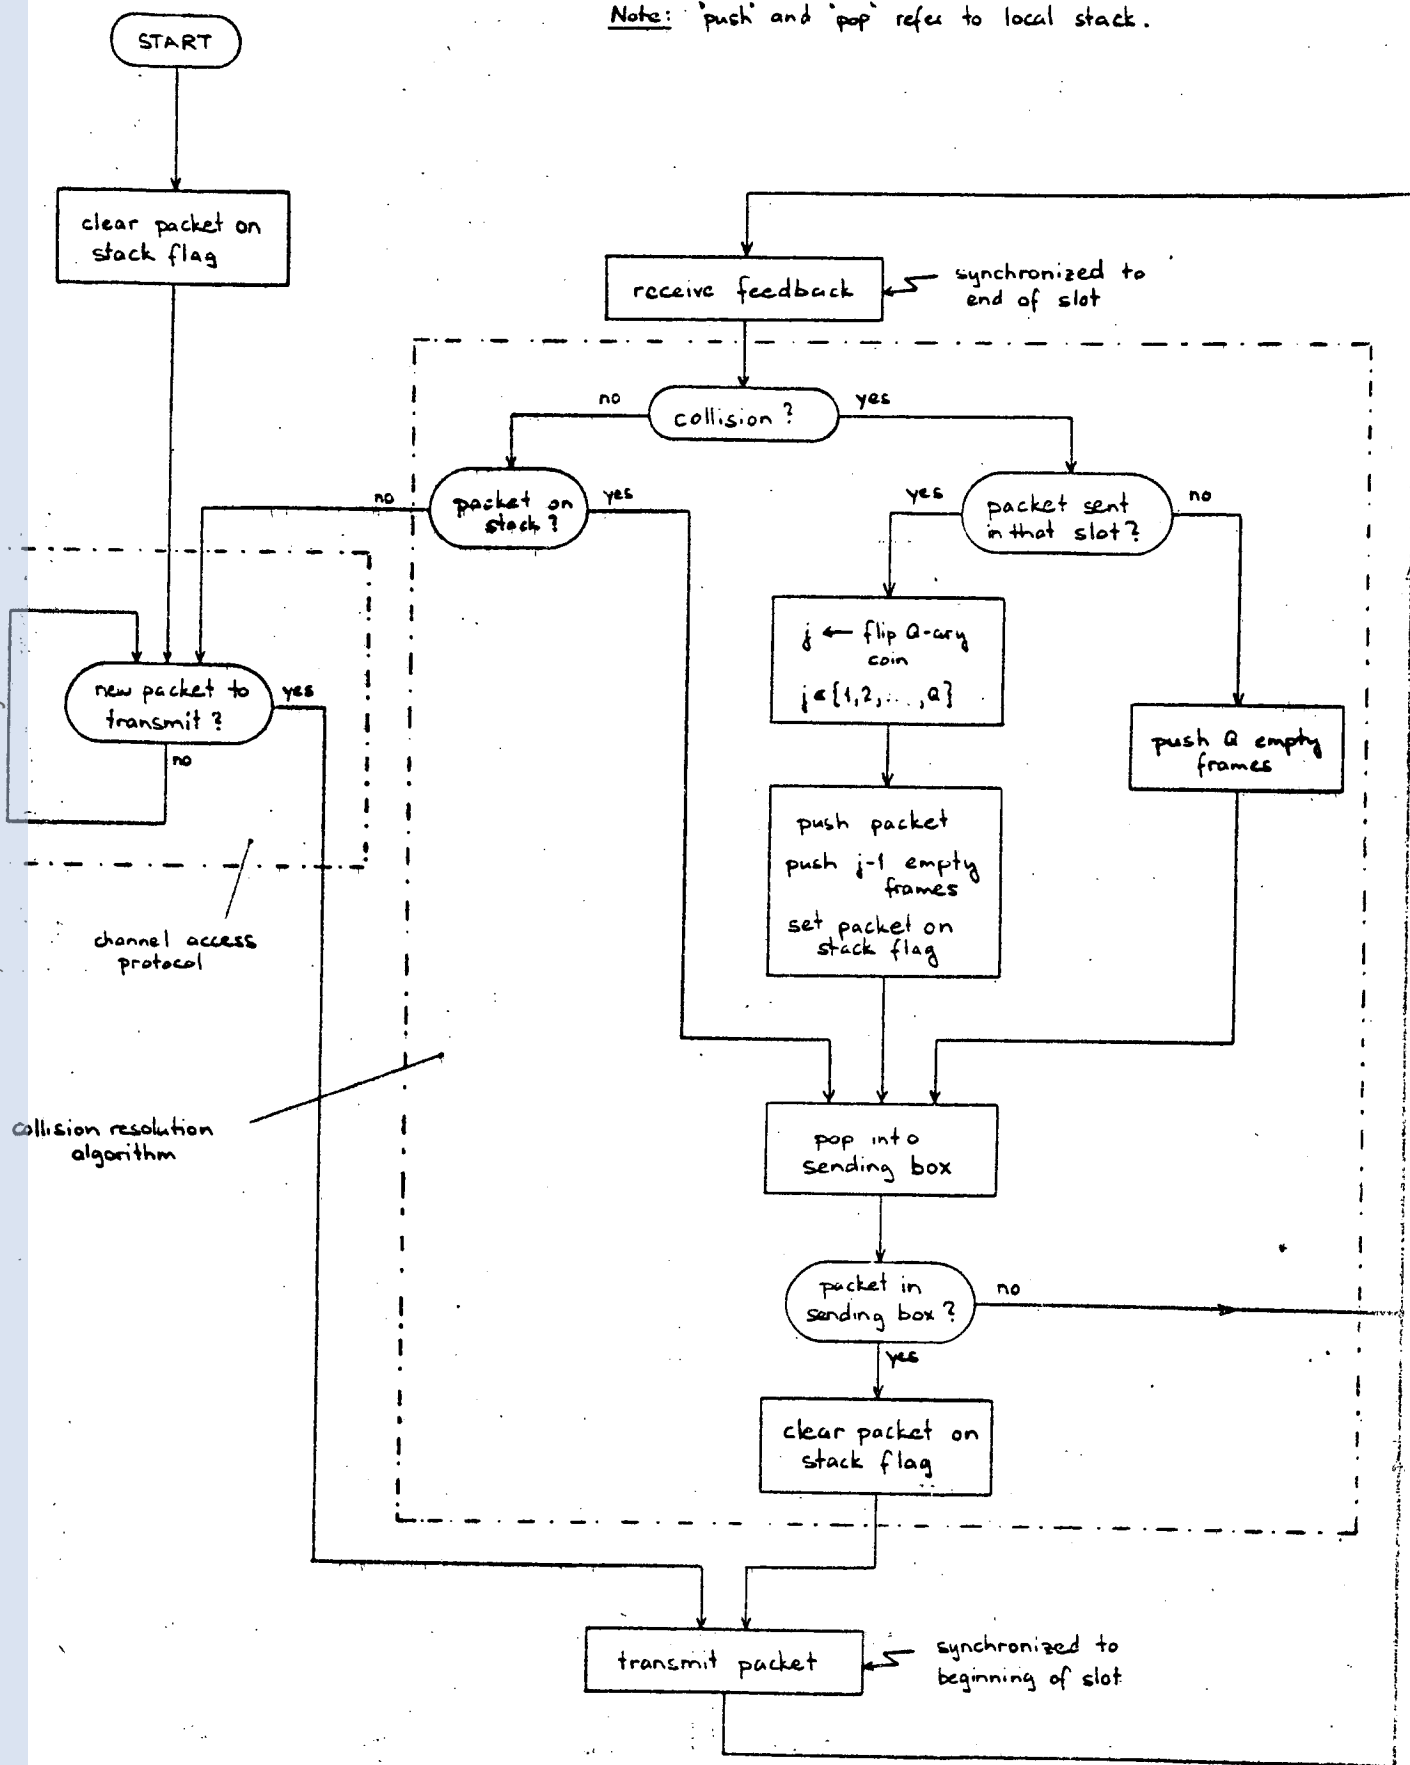 Note: 'push' and 'pop' refer to local stack.
START
clear packet on
stack flag
receive feedback
synchronized to
end of slot
collision?
no
yes
packet on
stack?
no
yes
packet sent
in that slot?
yes
no
new packet to
transmit?
yes
no
j ← flip Q-ary
coin
j ∈ {1,2,...,Q}
push Q empty
frames
push packet
push j-1 empty
frames
set packet on
stack flag
channel access
protocol
collision resolution
algorithm
pop into
sending box
packet in
sending box?
no
yes
clear packet on
stack flag
transmit packet
synchronized to
beginning of slot